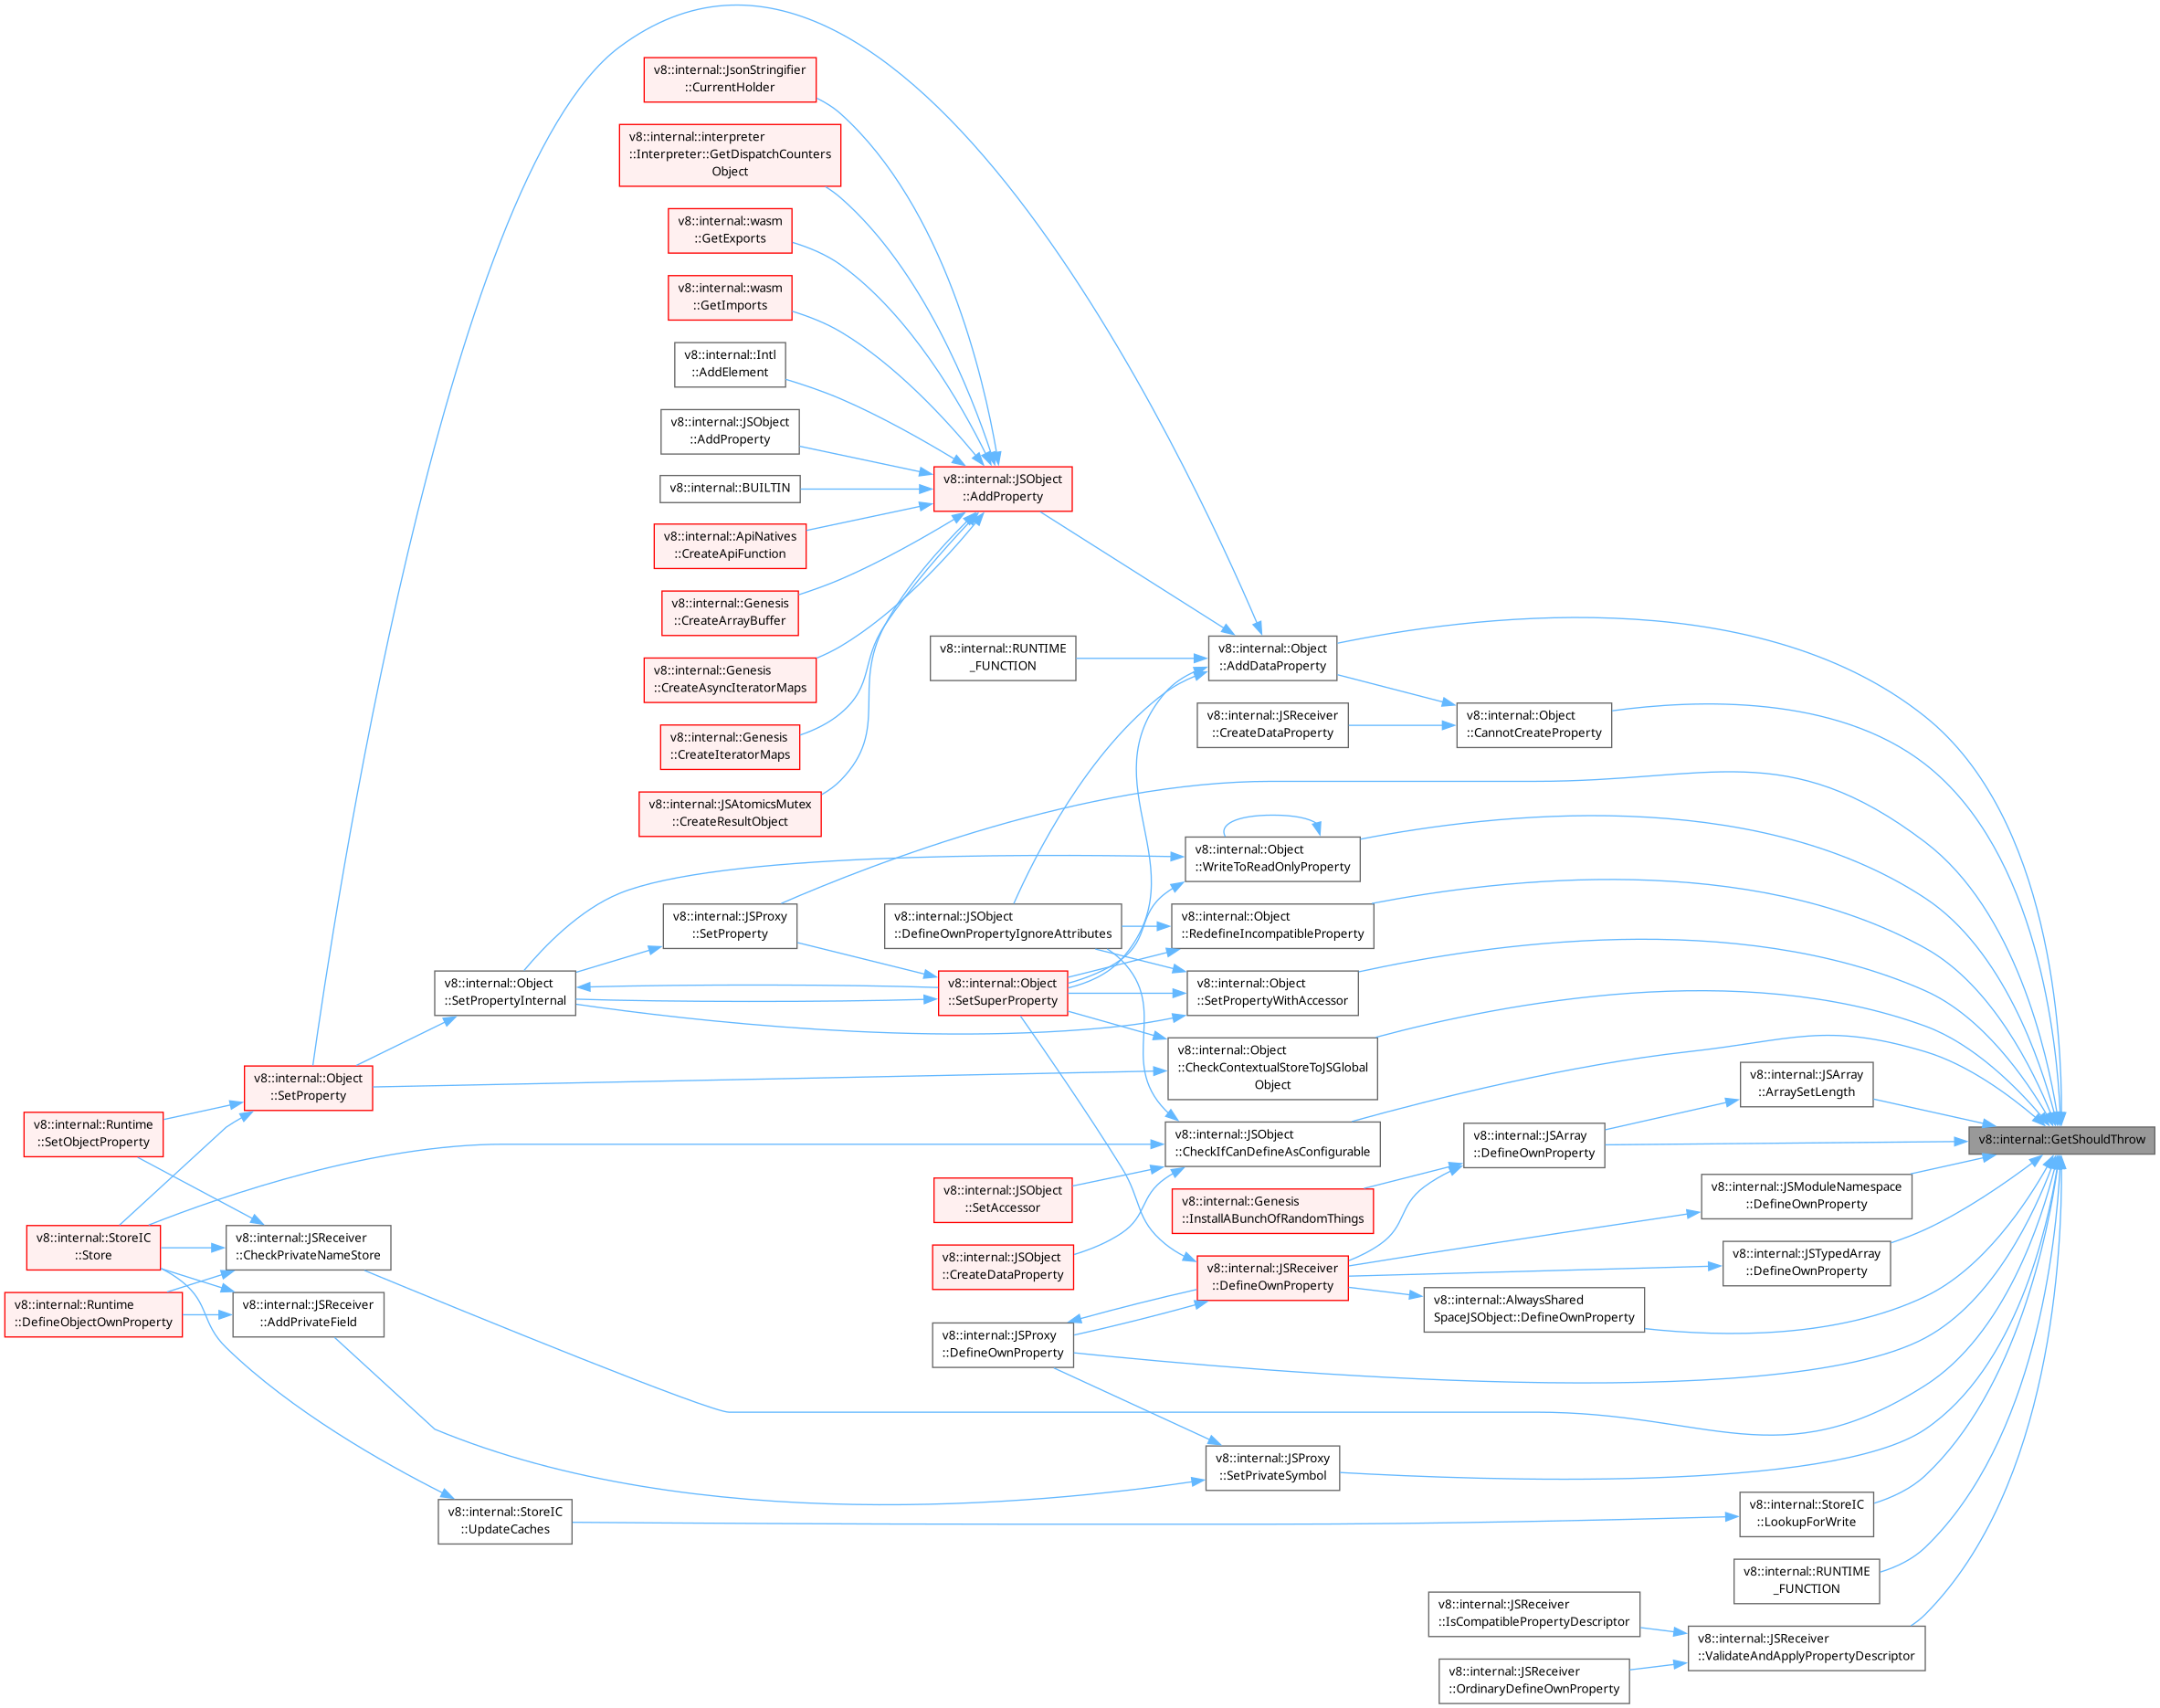 v8::internal::JsonStringifier
::CurrentHolder
v8::internal::interpreter
::Interpreter::GetDispatchCounters
Object
v8::internal::wasm
::GetExports
v8::internal::wasm
::GetImports
v8::internal::Intl
::AddElement
v8::internal::JSObject
::AddProperty
v8::internal::BUILTIN
v8::internal::ApiNatives
::CreateApiFunction
v8::internal::Genesis
::CreateArrayBuffer
v8::internal::Genesis
::CreateAsyncIteratorMaps
v8::internal::Genesis
::CreateIteratorMaps
v8::internal::JSAtomicsMutex
::CreateResultObject
v8::internal::JSObject
::AddProperty
v8::internal::RUNTIME
_FUNCTION
v8::internal::Object
::AddDataProperty
v8::internal::JSReceiver
::CreateDataProperty
v8::internal::Object
::CannotCreateProperty
v8::internal::Object
::WriteToReadOnlyProperty
v8::internal::JSProxy
::SetProperty
v8::internal::JSObject
::DefineOwnPropertyIgnoreAttributes
v8::internal::Object
::RedefineIncompatibleProperty
v8::internal::Object
::SetPropertyInternal
v8::internal::Object
::SetSuperProperty
v8::internal::Object
::SetPropertyWithAccessor
v8::internal::Object
::SetProperty
v8::internal::Object
::CheckContextualStoreToJSGlobal
Object
v8::internal::JSArray
::ArraySetLength
v8::internal::Runtime
::SetObjectProperty
v8::internal::JSObject
::CheckIfCanDefineAsConfigurable
v8::internal::JSArray
::DefineOwnProperty
v8::internal::GetShouldThrow
v8::internal::JSObject
::SetAccessor
v8::internal::Genesis
::InstallABunchOfRandomThings
v8::internal::JSModuleNamespace
::DefineOwnProperty
v8::internal::StoreIC
::Store
v8::internal::JSReceiver
::CheckPrivateNameStore
v8::internal::JSObject
::CreateDataProperty
v8::internal::JSReceiver
::DefineOwnProperty
v8::internal::JSTypedArray
::DefineOwnProperty
v8::internal::Runtime
::DefineObjectOwnProperty
v8::internal::JSReceiver
::AddPrivateField
v8::internal::AlwaysShared
SpaceJSObject::DefineOwnProperty
v8::internal::JSProxy
::DefineOwnProperty
v8::internal::JSProxy
::SetPrivateSymbol
v8::internal::StoreIC
::UpdateCaches
v8::internal::StoreIC
::LookupForWrite
v8::internal::RUNTIME
_FUNCTION
v8::internal::JSReceiver
::IsCompatiblePropertyDescriptor
v8::internal::JSReceiver
::ValidateAndApplyPropertyDescriptor
v8::internal::JSReceiver
::OrdinaryDefineOwnProperty